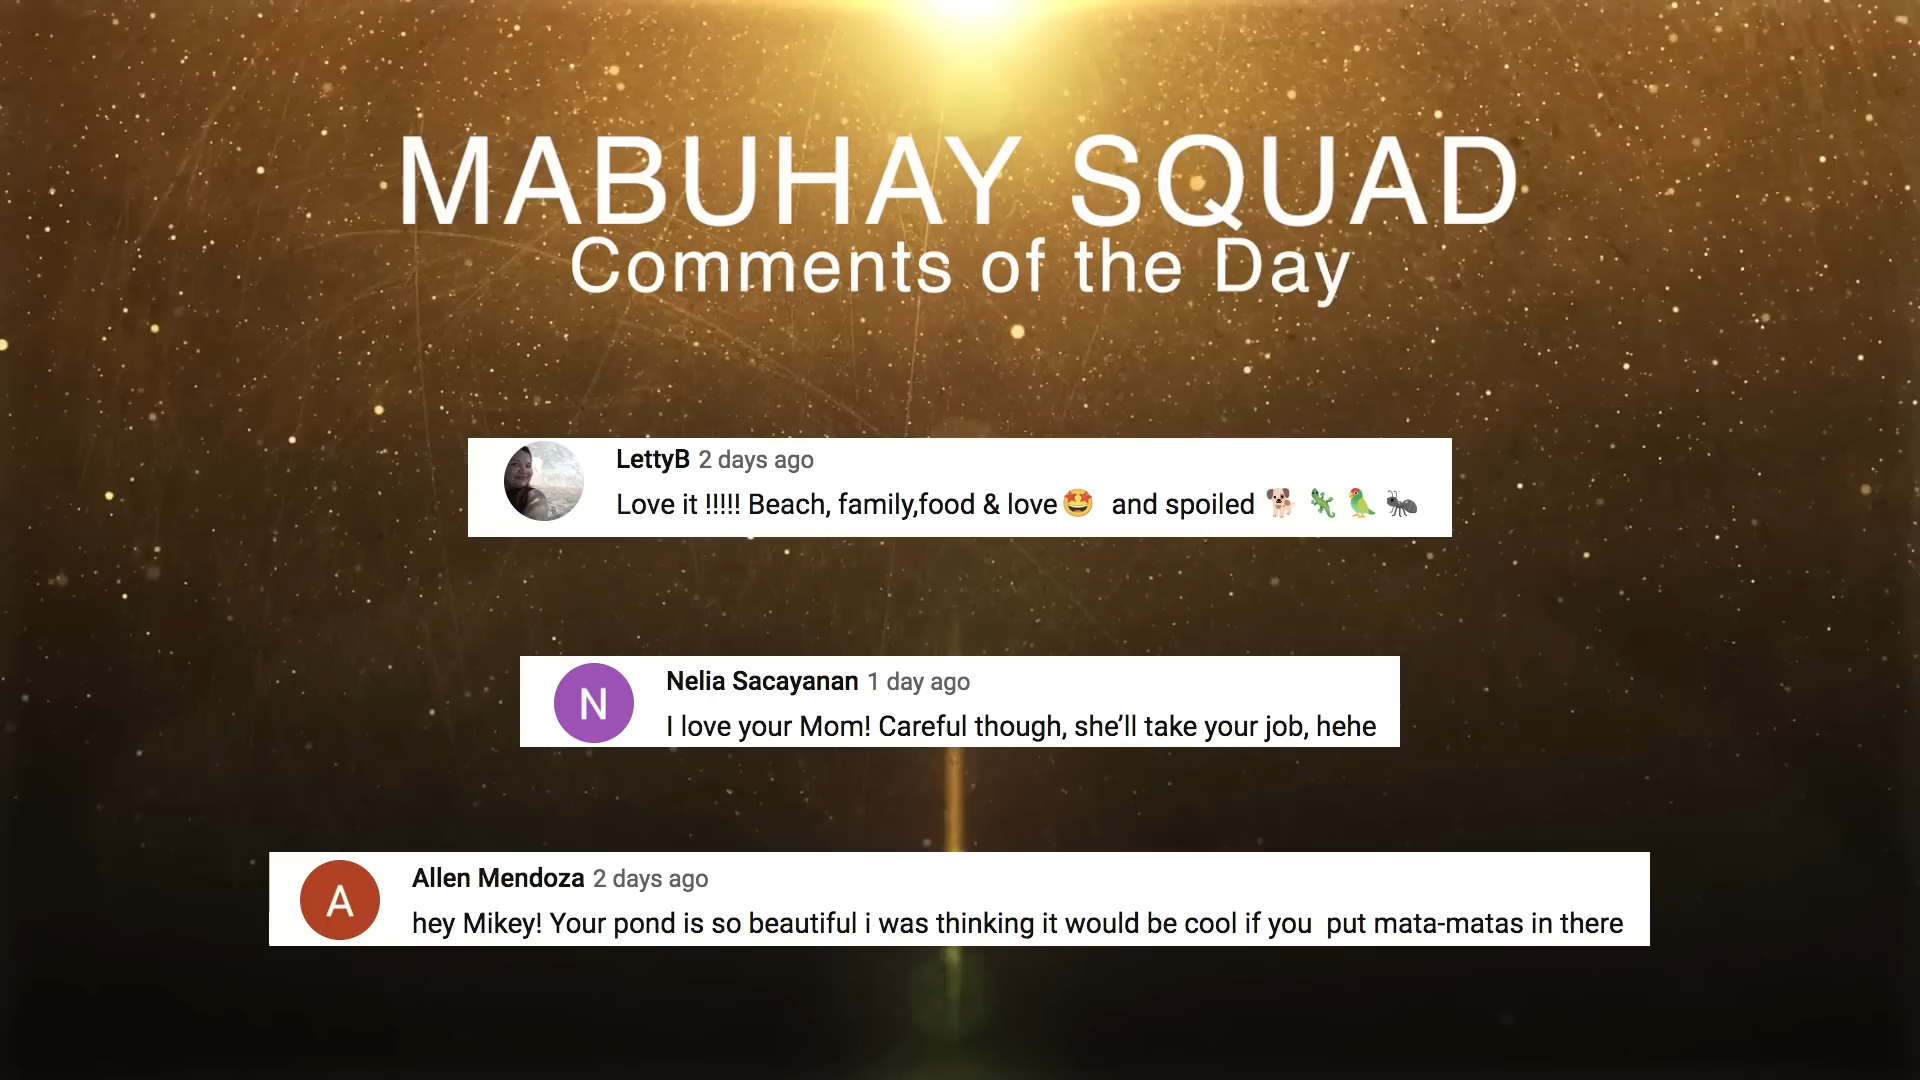 MABUHAY SQUAD
Comments of the Day
LettyB 2 days ago
Love it !!!!! Beach, family,food & love🤩 and spoiled 🐕 🦎 🦜 🐜
N
Nelia Sacayanan 1 day ago
I love your Mom! Careful though, she’ll take your job, hehe
A
Allen Mendoza 2 days ago
hey Mikey! Your pond is so beautiful i was thinking it would be cool if you  put mata-matas in there